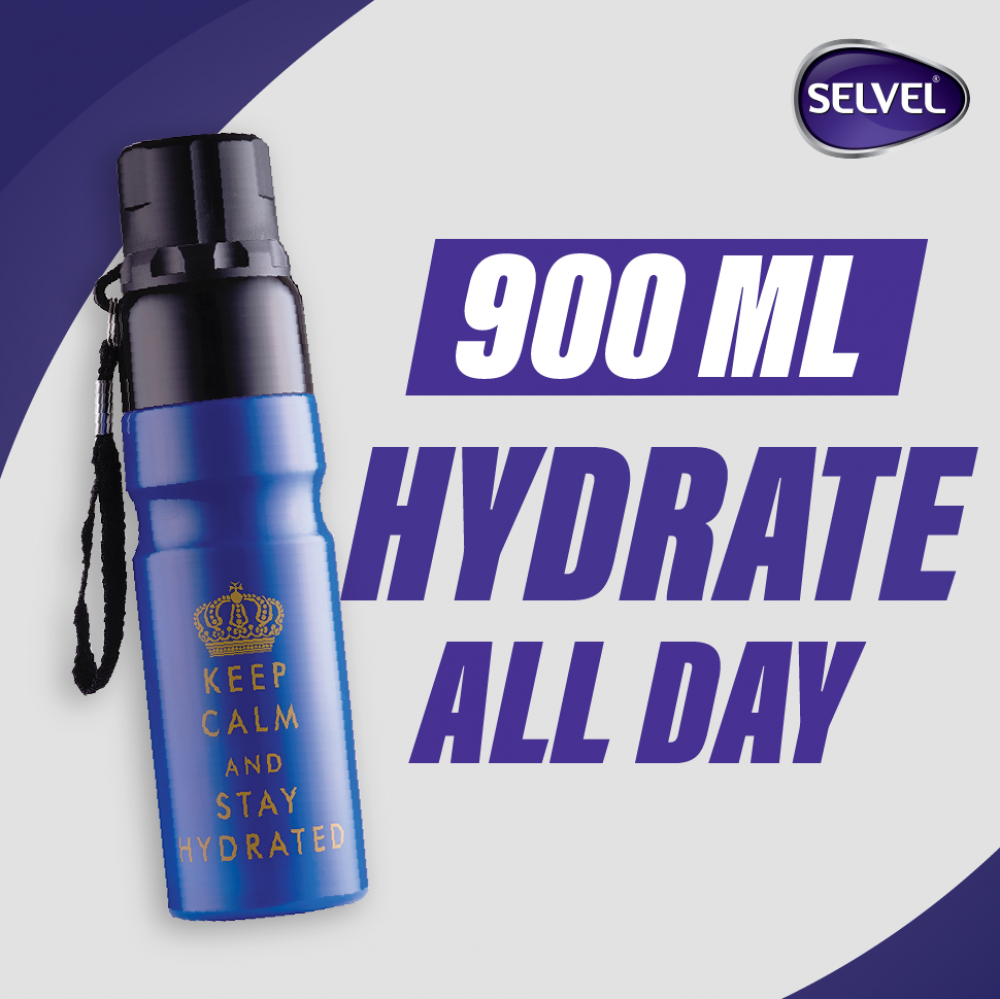 SELVEL®
900 ML
HYDRATE
ALL DAY
KEEP
CALM
AND
STAY
HYDRATED